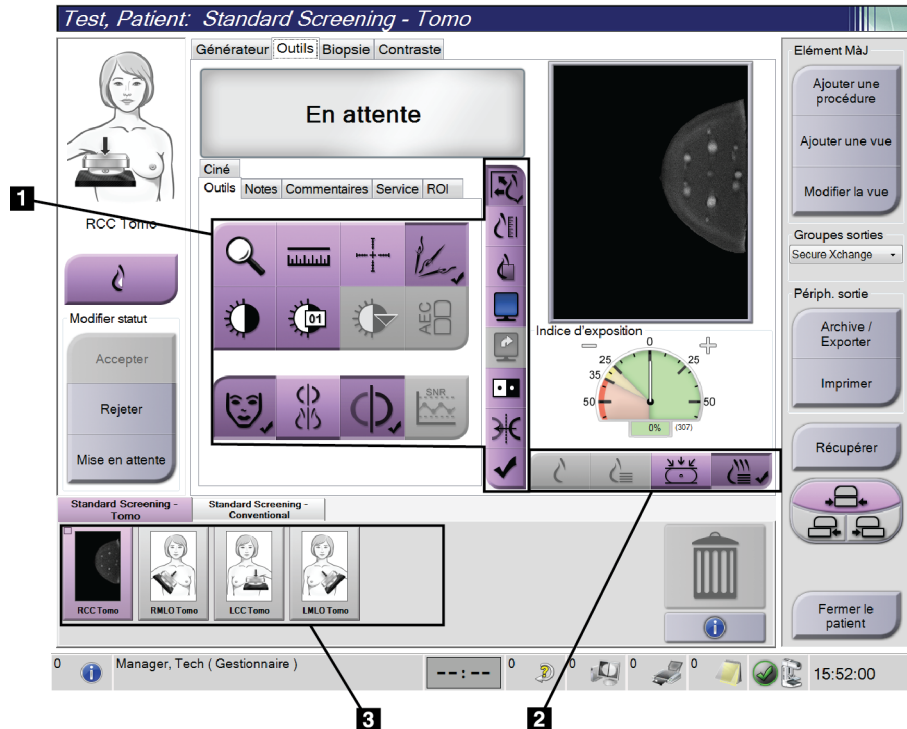 Test, Patient: Standard Screening - Tomo
Générateur Outils Biopsie Contraste
Elément MàJ
En attente
Ajouter une
procédure
Ajouter une vue
Modifier la vue
Ciné
Outils Notes Commentaires Service ROI
1
RCC Tomo
Groupes sorties
Secure Xchange
01
AEC
Modifier statut
Périph. sortie
Indice d'exposition
Archive /
Exporter
Accepter
0
25 25
35
50 50
Imprimer
Rejeter
SNR
0% (307)
Récupérer
Mise en attente
Standard Screening -
Tomo
Standard Screening -
Conventional
RCC Tomo
RMLO Tomo
LCC Tomo
LMLO Tomo
Fermer le
patient
0 Manager, Tech ( Gestionnaire ) --:-- 0 0 0 0 15:52:00
3
2